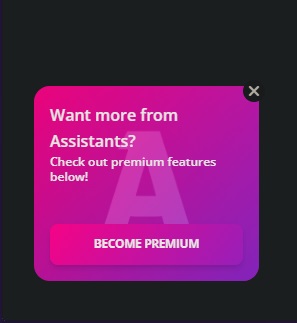 Want more from
Assistants?
Check out premium features
below!
A
BECOME PREMIUM